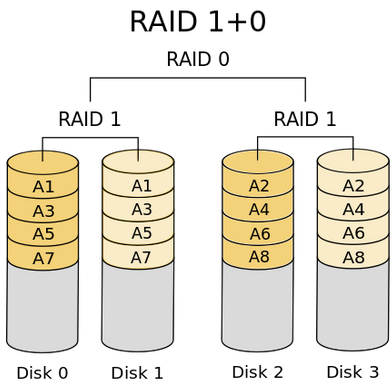 RAID 1+0
RAID 0
RAID 1 RAID 1
A1 A1 A2 A2
A3 A3 A4 A4
A5 A5 A6 A6
A7 A7 A8 A8
Disk 0 Disk 1 Disk 2 Disk 3